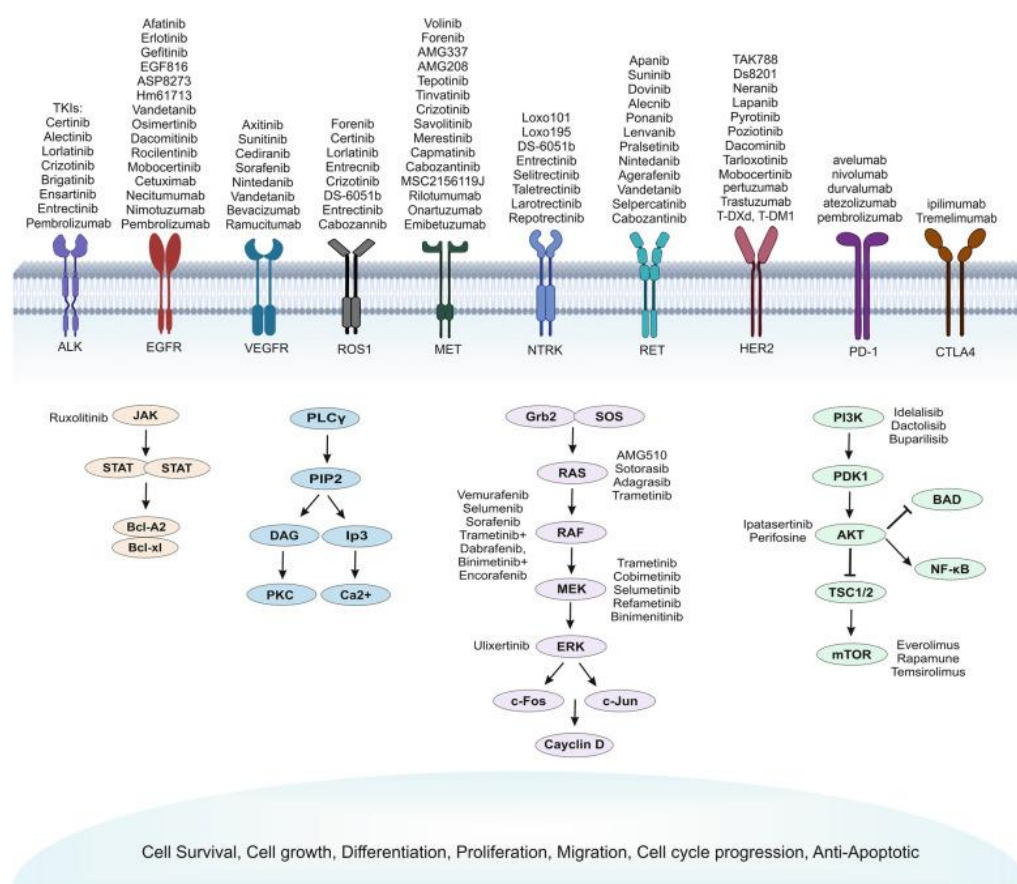 TKIs:
Certinib
Alectinib
Lorlatinib
Crizotinib
Brigatinib
Ensartinib
Entrectinib
Pembrolizumab
Afatinib
Erlotinib
Gefitinib
EGF816
ASP8273
Hm61713
Vandetanib
Osimertinib
Dacomitinib
Rocilentinib
Mobocertinib
Cetuximab
Necitumumab
Nimotuzumab
Pembrolizumab
Axitinib
Sunitinib
Cediranib
Sorafenib
Nintedanib
Vandetanib
Bevacizumab
Ramucitumab
Forenib
Certinib
Lorlatinib
Entrecnib
Crizotinib
DS-6051b
Entrectinib
Cabozannib
Volinib
Forenib
AMG337
AMG208
Tepotinib
Tinvatinib
Crizotinib
Savolitinib
Merestinib
Capmatinib
Cabozantinib
MSC2156119J
Rilotumumab
Onartuzumab
Emibetuzumab
Loxo101
Loxo195
DS-6051b
Entrectinib
Selitrectinib
Taletrectinib
Larotrectinib
Repotrectinib
Apanib
Suninib
Dovinib
Alecnib
Ponanib
Lenvanib
Pralsetinib
Nintedanib
Agerafenib
Vandetanib
Selpercatinib
Cabozantinib
TAK788
Ds8201
Neranib
Lapanib
Pyrotinib
Poziotinib
Dacominib
Tarloxotinib
Mobocertinib
pertuzumab
Trastuzumab
T-DXd, T-DM1
avelumab
nivolumab
durvalumab
atezolizumab
pembrolizumab
ipilimumab
Tremelimumab
ALK
EGFR
VEGFR
ROS1
MET
NTRK
RET
HER2
PD-1
CTLA4
Ruxolitinib
JAK
STAT
STAT
Bcl-A2
Bcl-xl
PLCγ
PIP2
DAG
Ip3
PKC
Ca2+
Grb2
SOS
RAS
AMG510
Sotorasib
Adagrasib
Trametinib
Vemurafenib
Selumenib
Sorafenib
Trametinib+
Dabrafenib,
Binimetinib+
Encorafenib
RAF
MEK
Trametinib
Cobimetinib
Selumetinib
Refametinib
Binimenitinib
Ulixertinib
ERK
c-Fos
c-Jun
Cayclin D
PI3K
Idelalisib
Dactolisib
Buparilisib
PDK1
BAD
Ipatasertinib
Perifosine
AKT
NF-κB
TSC1/2
mTOR
Everolimus
Rapamune
Temsirolimus
Cell Survival, Cell growth, Differentiation, Proliferation, Migration, Cell cycle progression, Anti-Apoptotic